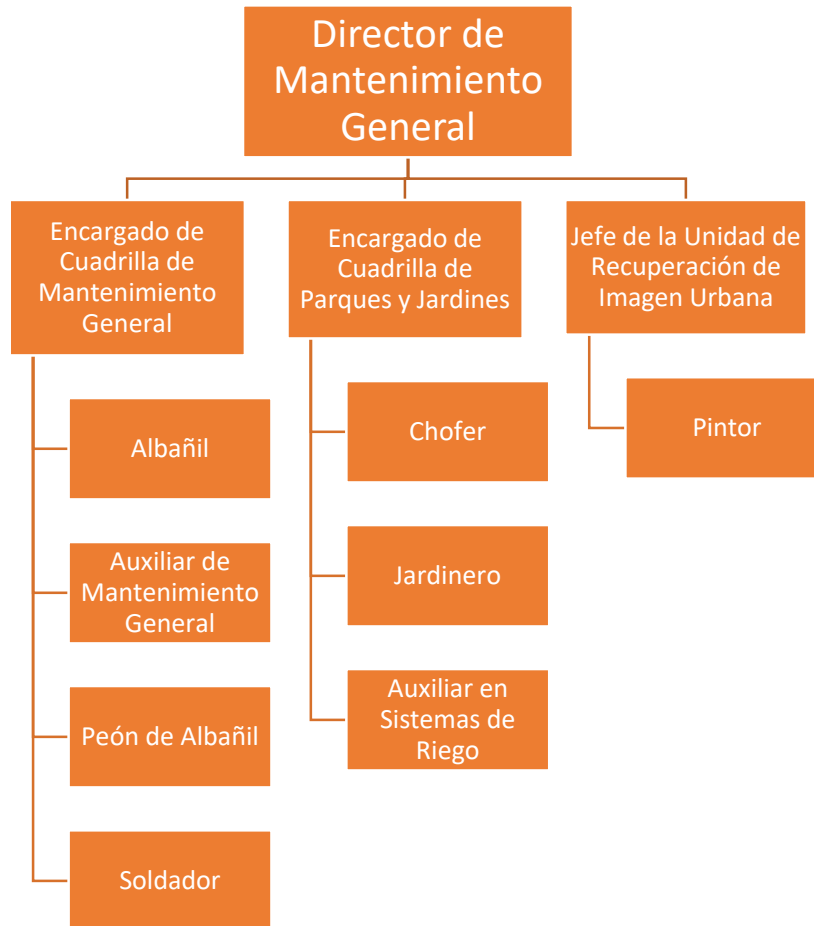 Director de
Mantenimiento
General
Encargado de
Cuadrilla de
Mantenimiento
General
Albañil
Auxiliar de
Mantenimiento
General
Peón de Albañil
Soldador
Encargado de
Cuadrilla de
Parques y Jardines
Chofer
Jardinero
Auxiliar en
Sistemas de
Riego
Jefe de la Unidad de
Recuperación de
Imagen Urbana
Pintor